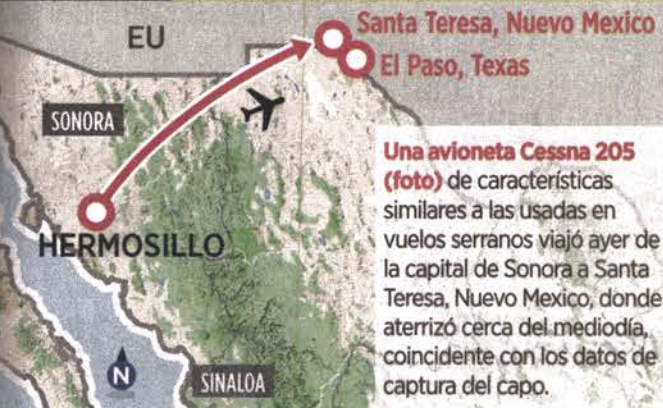 EU
Santa Teresa, Nuevo Mexico
El Paso, Texas
SONORA
HERMOSILLO
N
SINALOA
Una avioneta Cessna 205
(foto) de características
similares a las usadas en
vuelos serranos viajó ayer de
la capital de Sonora a Santa
Teresa, Nuevo Mexico, donde
aterrizó cerca del mediodía,
coincidente con los datos de
captura del capo.